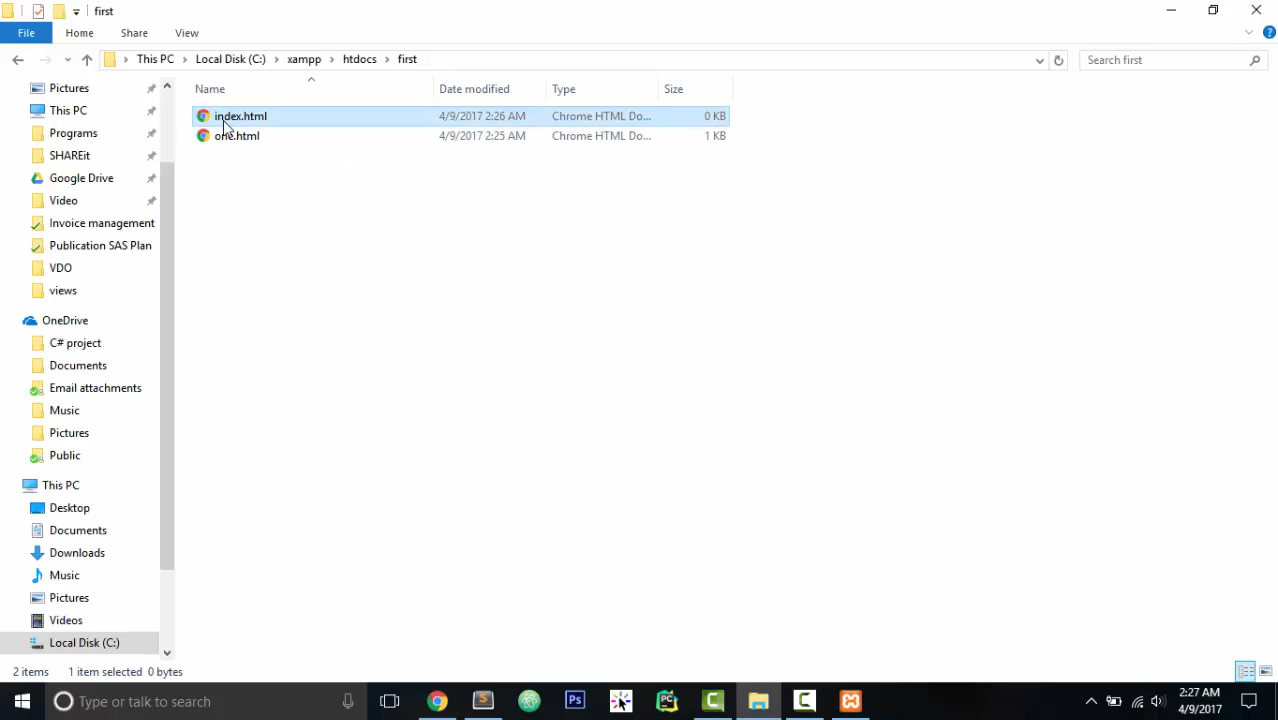 first
File Home Share View
This PC Local Disk (C:) xampp htdocs first
Search first
Name Date modified Type Size
index.html 4/9/2017 2:26 AM Chrome HTML Do... 0 KB
one.html 4/9/2017 2:25 AM Chrome HTML Do... 1 KB
Pictures
This PC
Programs
SHAREit
Google Drive
Video
Invoice management
Publication SAS Plan
VDO
views
OneDrive
C# project
Documents
Email attachments
Music
Pictures
Public
This PC
Desktop
Documents
Downloads
Music
Pictures
Videos
Local Disk (C:)
2 items 1 item selected 0 bytes
Type or talk to search
Ps
PC
2:27 AM
4/9/2017